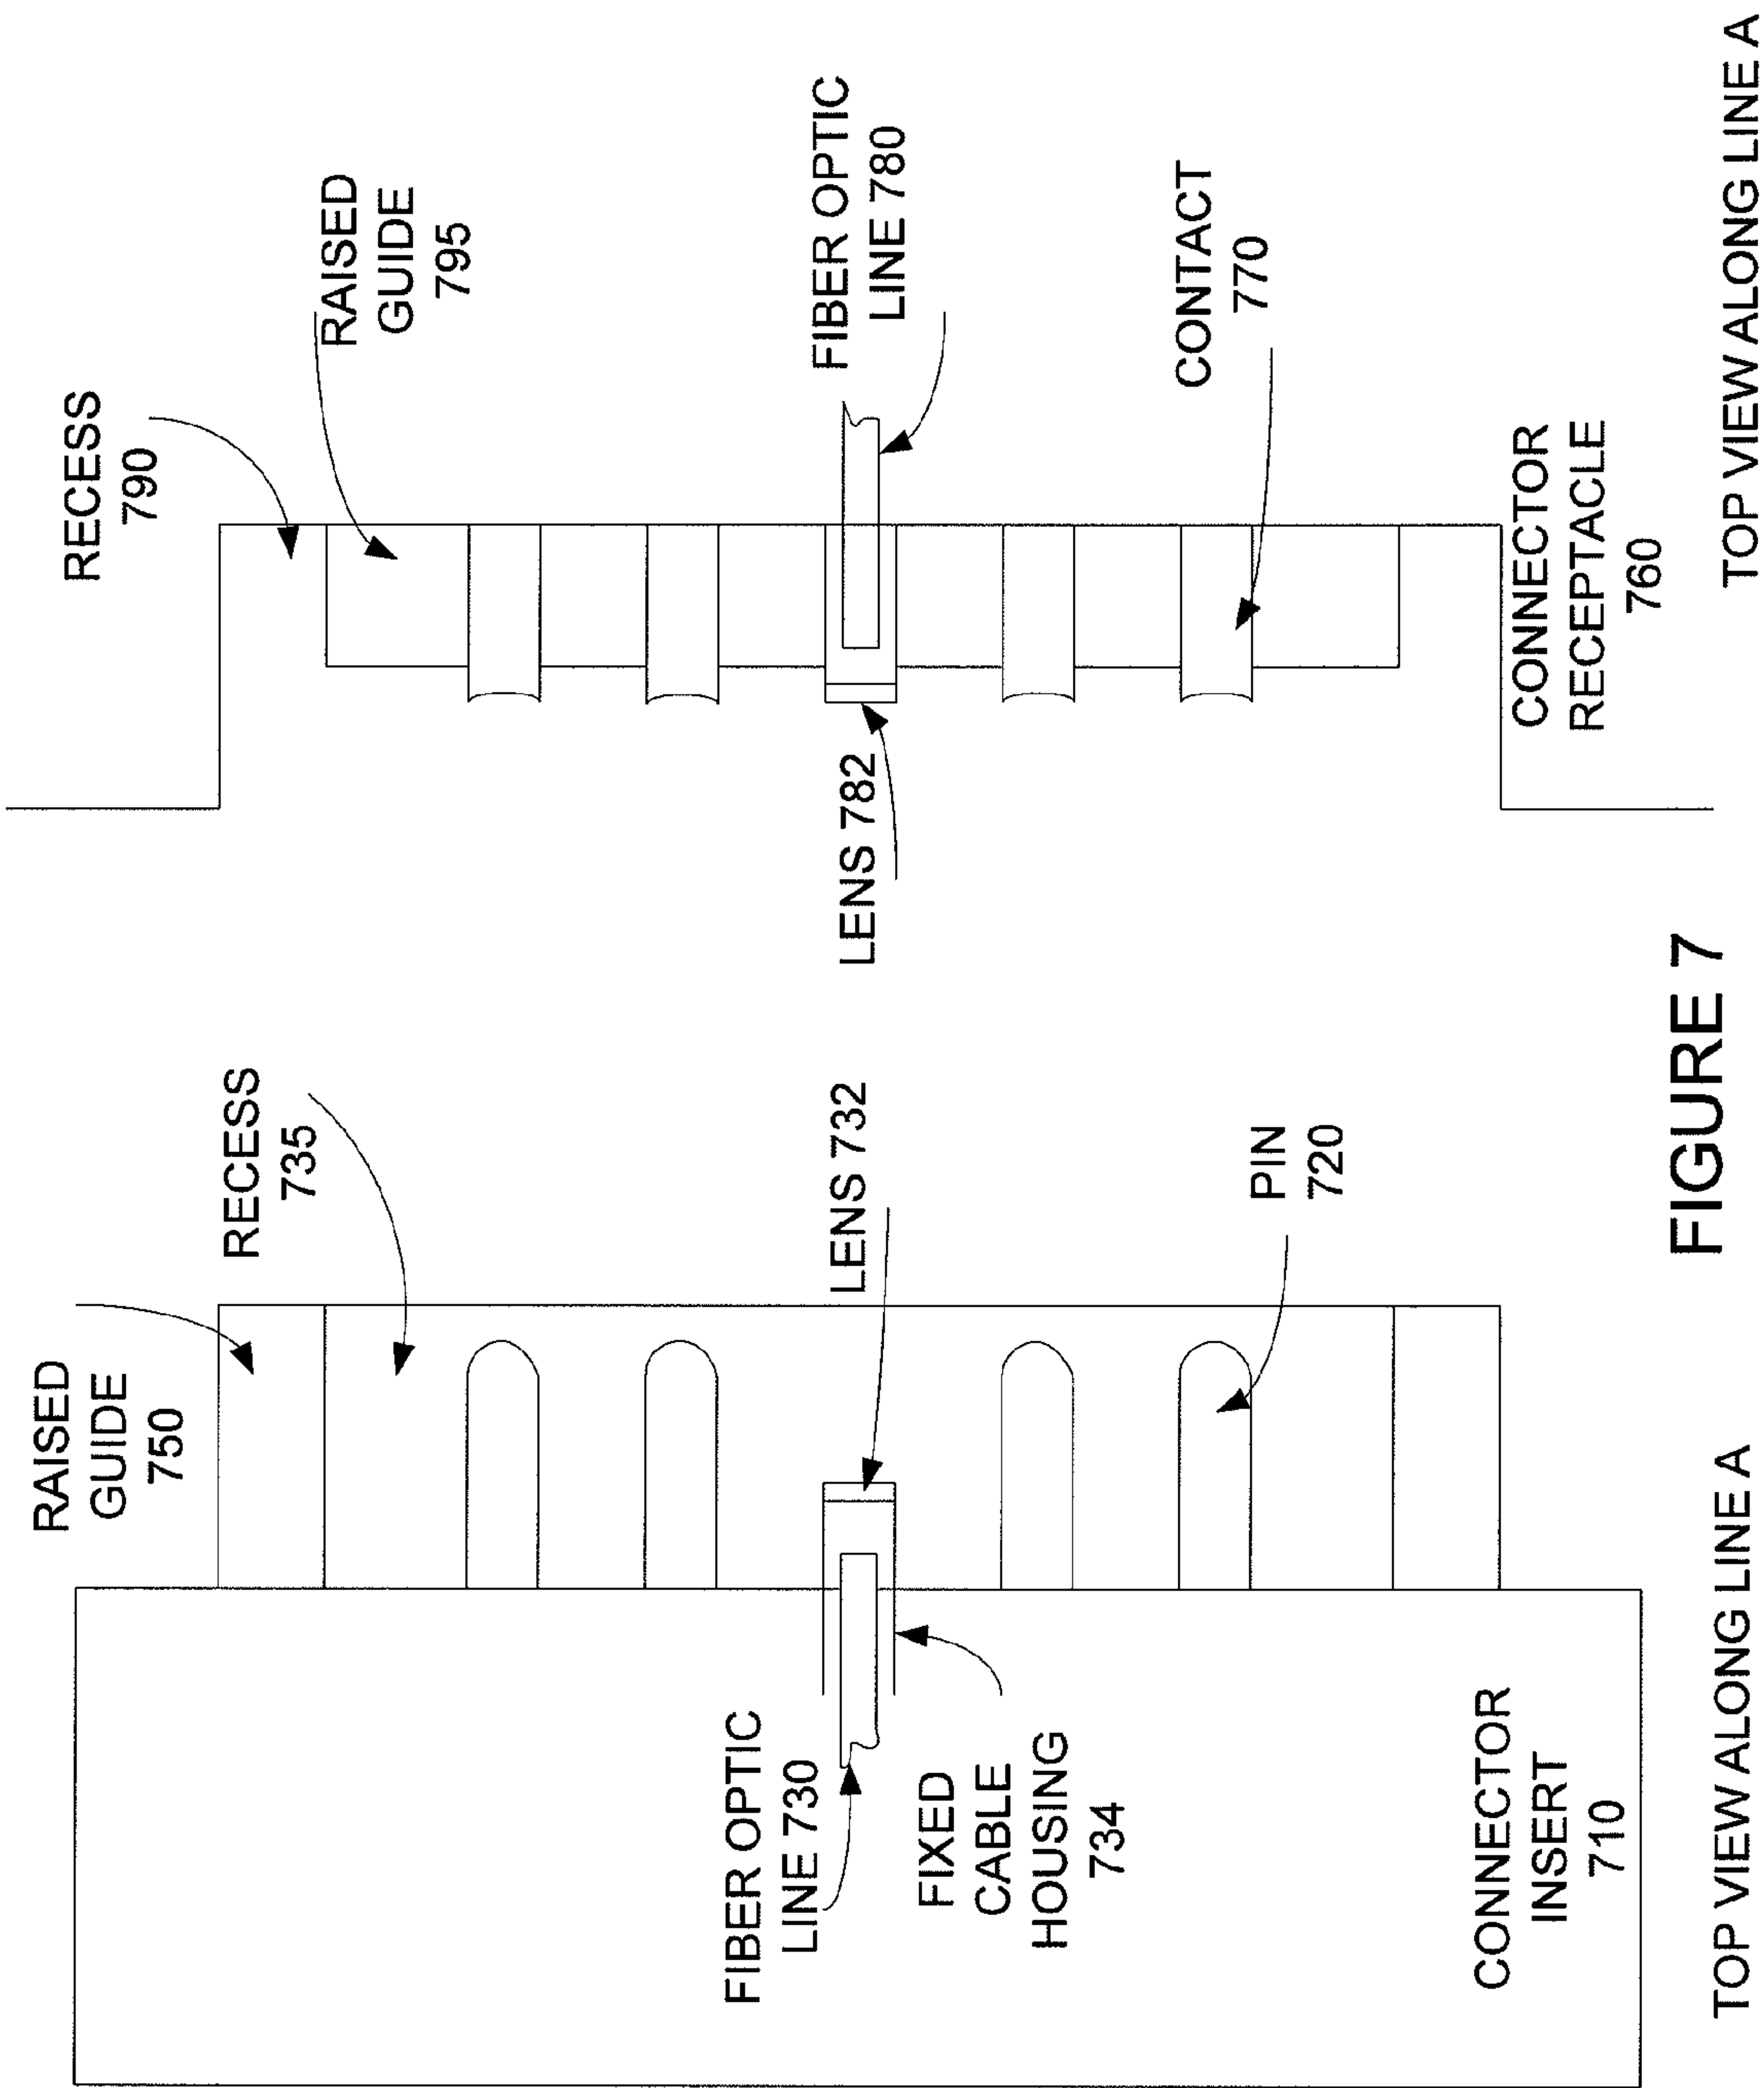 RAISED
GUIDE
750
RECESS
735
LENS 732
PIN
720
FIBER OPTIC
LINE 730
FIXED
CABLE
HOUSING
734
CONNECTOR
INSERT
710
TOP VIEW ALONG LINE A
RECESS
790
RAISED
GUIDE
795
FIBER OPTIC
LINE 780
LENS 782
CONTACT
770
CONNECTOR
RECEPTACLE
760
TOP VIEW ALONG LINE A
FIGURE 7